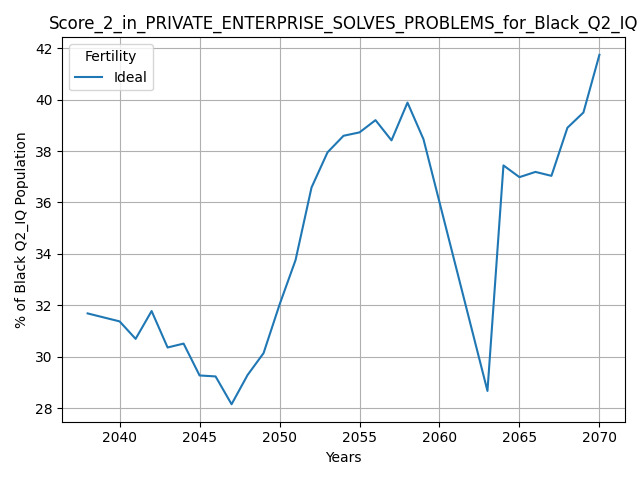 Score_2_in_PRIVATE_ENTERPRISE_SOLVES_PROBLEMS_for_Black_Q2_IQ
Fertility
Ideal
% of Black Q2_IQ Population
42
40
38
36
34
32
30
28
2040 2045 2050 2055 2060 2065 2070
Years